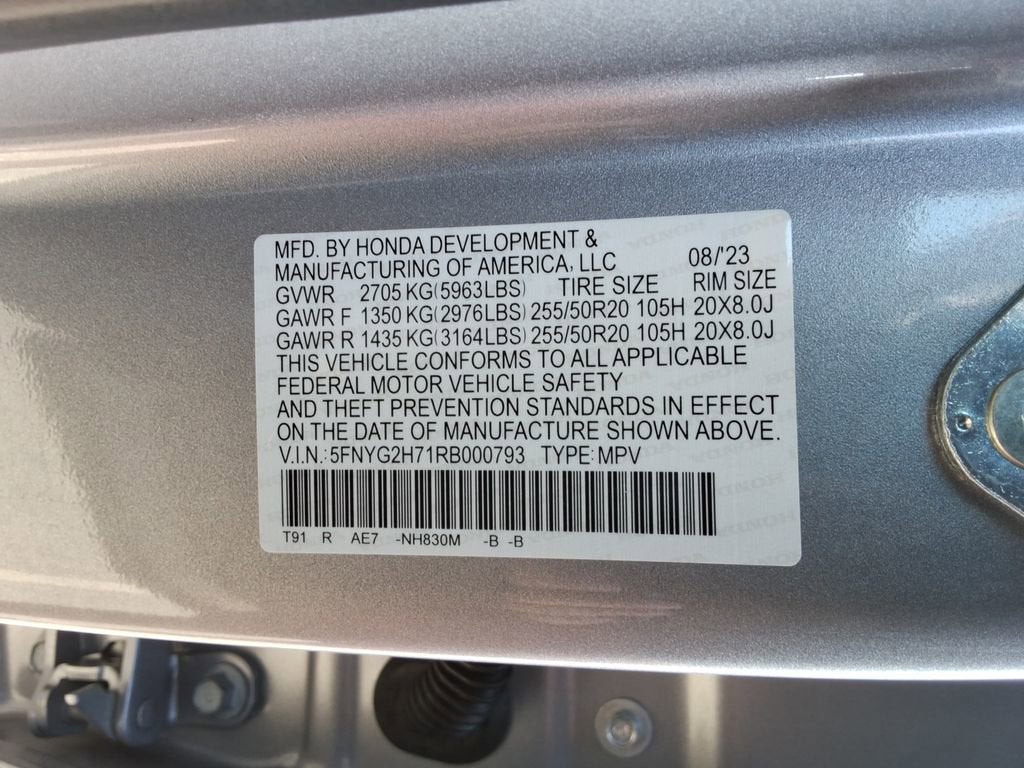 MFD. BY HONDA DEVELOPMENT &
MANUFACTURING OF AMERICA, LLC 08/'23
GVWR 2705 KG(5963LBS) TIRE SIZE RIM SIZE
GAWR F 1350 KG(2976LBS) 255/50R20 105H 20X8.0J
GAWR R 1435 KG(3164LBS) 255/50R20 105H 20X8.0J
THIS VEHICLE CONFORMS TO ALL APPLICABLE
FEDERAL MOTOR VEHICLE SAFETY
AND THEFT PREVENTION STANDARDS IN EFFECT
ON THE DATE OF MANUFACTURE SHOWN ABOVE.
V.I.N.: 5FNYG2H71RB000793 TYPE: MPV
T91 R AE7 -NH830M -B -B